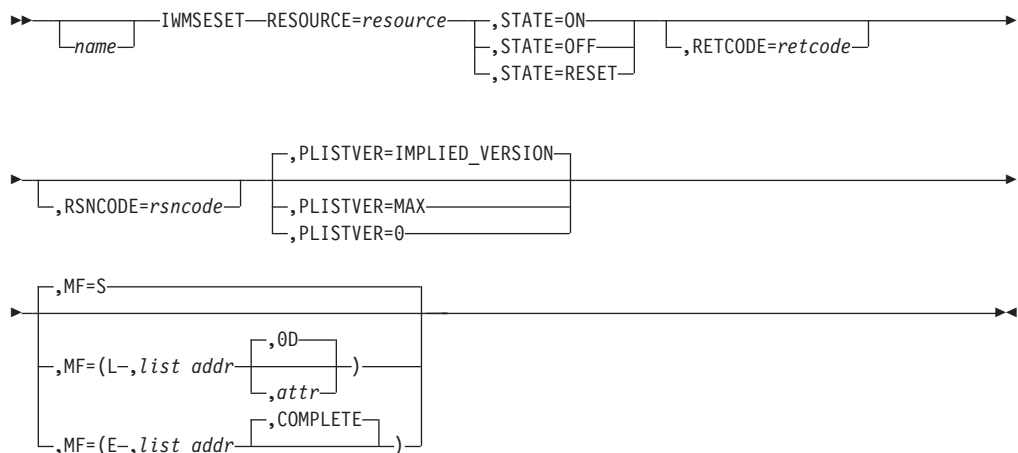 IWMSESET RESOURCE=resource ,STATE=ON
name ,STATE=OFF ,RETCODE=retcode
,STATE=RESET
,PLISTVER=IMPLIED_VERSION
,RSNCODE=rsncode ,PLISTVER=MAX
,PLISTVER=0
,MF=S
,0D
,MF=(L ,list addr )
,attr
,COMPLETE
,MF=(E ,list addr )